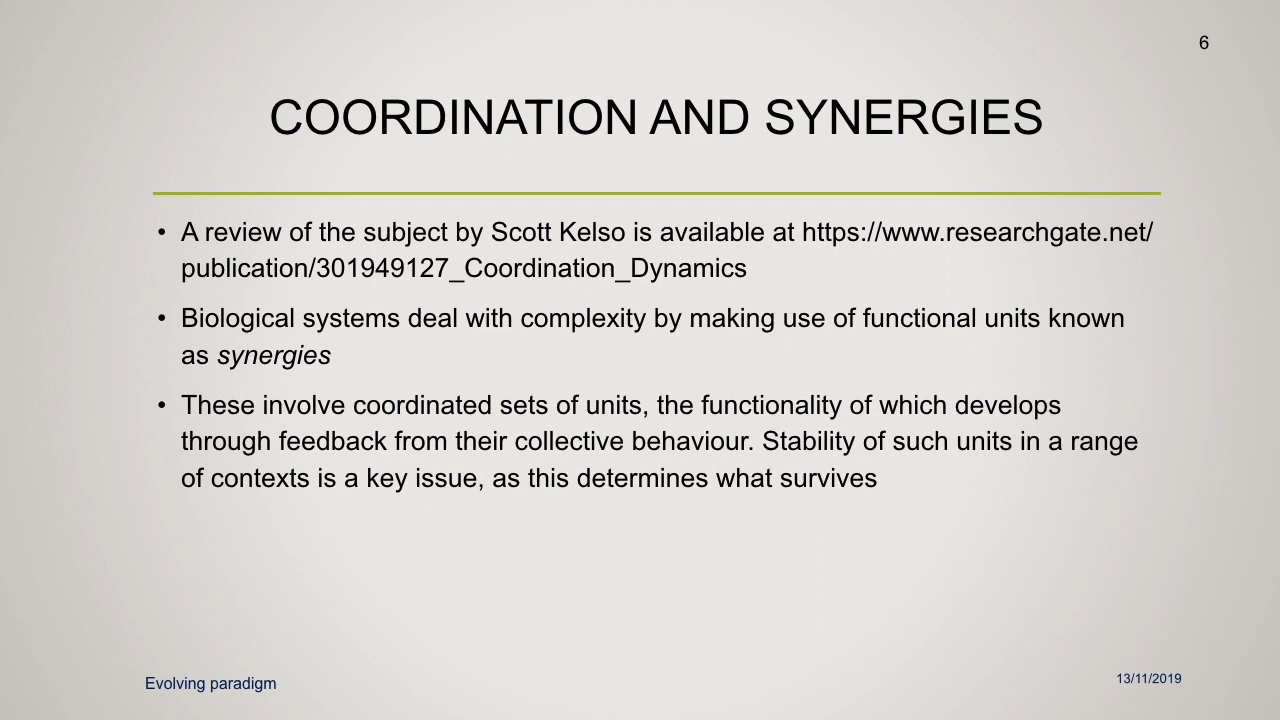 6
COORDINATION AND SYNERGIES
• A review of the subject by Scott Kelso is available at https://www.researchgate.net/
publication/301949127_Coordination_Dynamics
• Biological systems deal with complexity by making use of functional units known
as synergies
• These involve coordinated sets of units, the functionality of which develops
through feedback from their collective behaviour. Stability of such units in a range
of contexts is a key issue, as this determines what survives
Evolving paradigm
13/11/2019